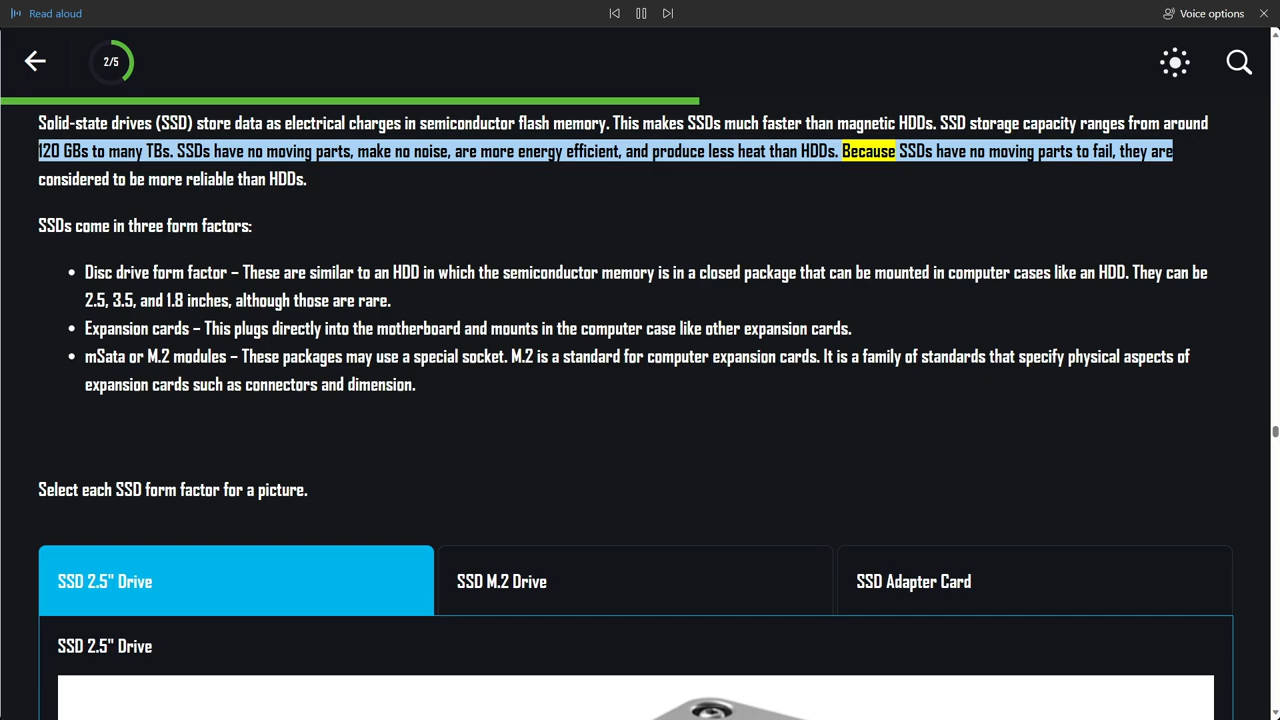 Read aloud
Voice options
2/5
Solid-state drives (SSD) store data as electrical charges in semiconductor flash memory. This makes SSDs much faster than magnetic HDDs. SSD storage capacity ranges from around
120 GBs to many TBs. SSDs have no moving parts, make no noise, are more energy efficient, and produce less heat than HDDs. Because SSDs have no moving parts to fail, they are
considered to be more reliable than HDDs.
SSDs come in three form factors:
• Disc drive form factor – These are similar to an HDD in which the semiconductor memory is in a closed package that can be mounted in computer cases like an HDD. They can be
2.5, 3.5, and 1.8 inches, although those are rare.
• Expansion cards – This plugs directly into the motherboard and mounts in the computer case like other expansion cards.
• mSata or M.2 modules – These packages may use a special socket. M.2 is a standard for computer expansion cards. It is a family of standards that specify physical aspects of
expansion cards such as connectors and dimension.
Select each SSD form factor for a picture.
SSD 2.5" Drive
SSD M.2 Drive
SSD Adapter Card
SSD 2.5" Drive